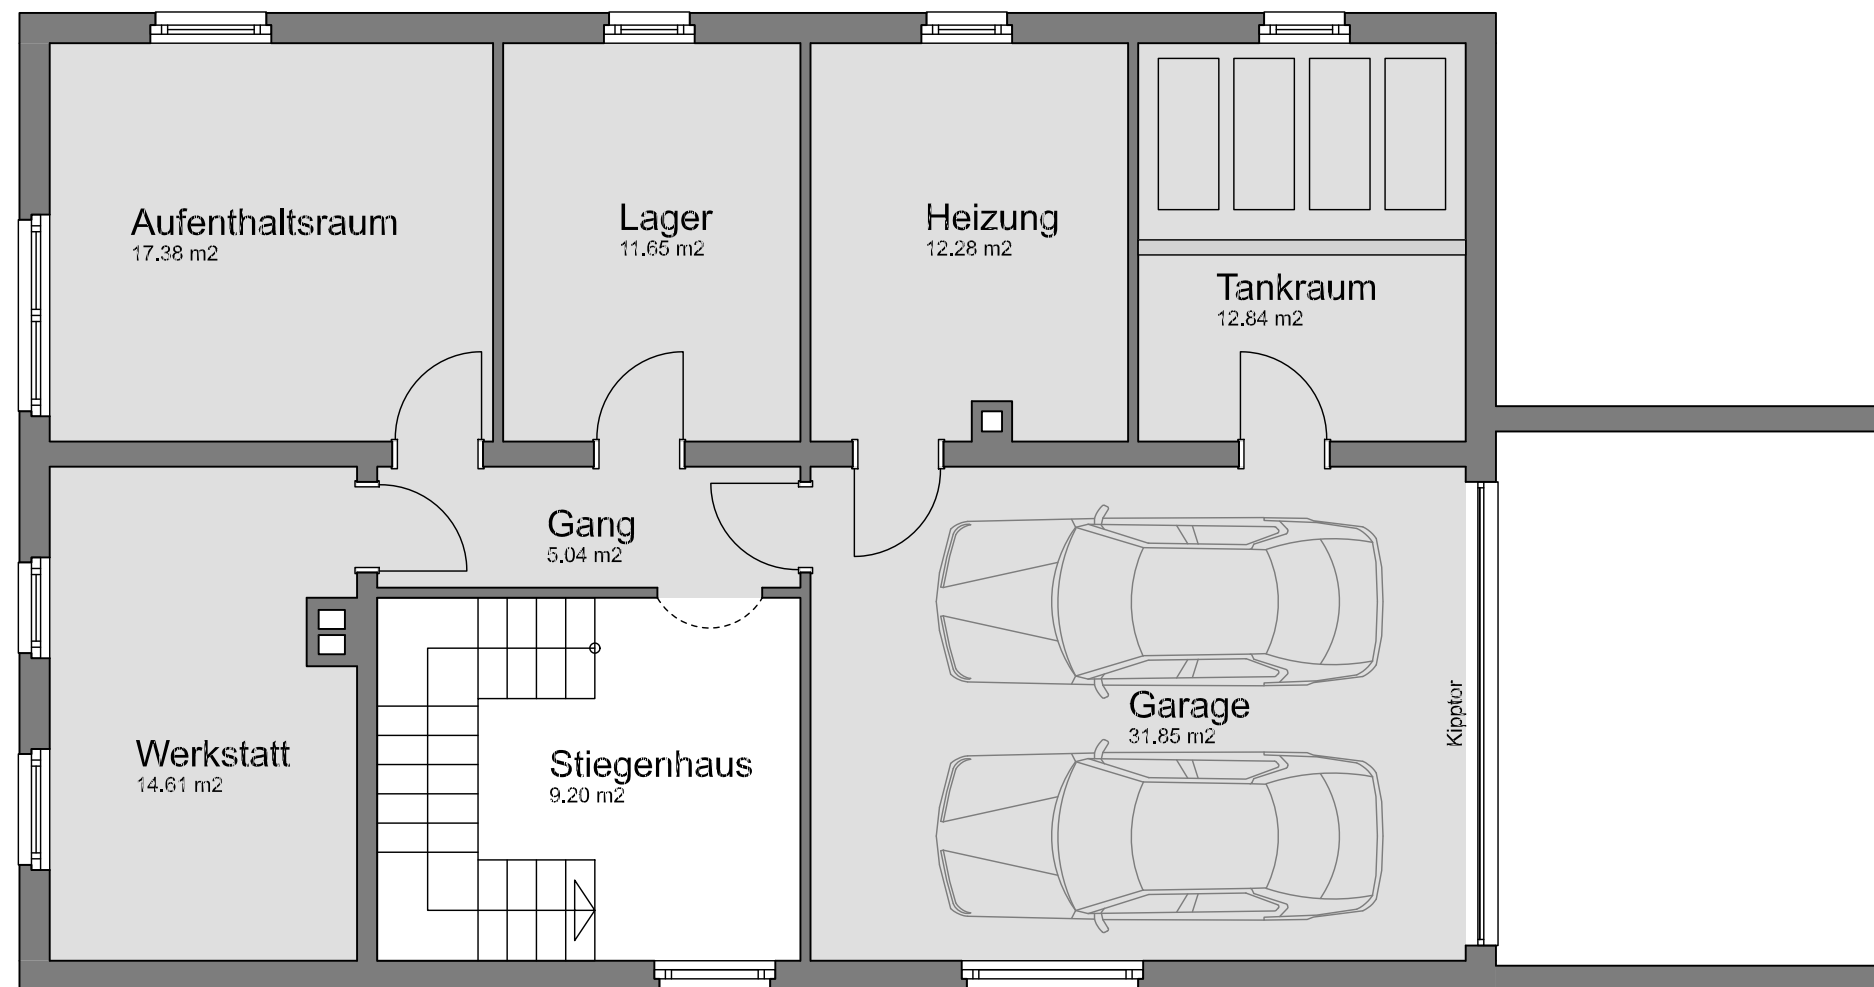 Aufenthaltsraum
17.38 m2
Lager
11.65 m2
Heizung
12.28 m2
Tankraum
12.84 m2
Gang
5.04 m2
Werkstatt
14.61 m2
Stiegenhaus
9.20 m2
Garage
31.85 m2
Kipptor